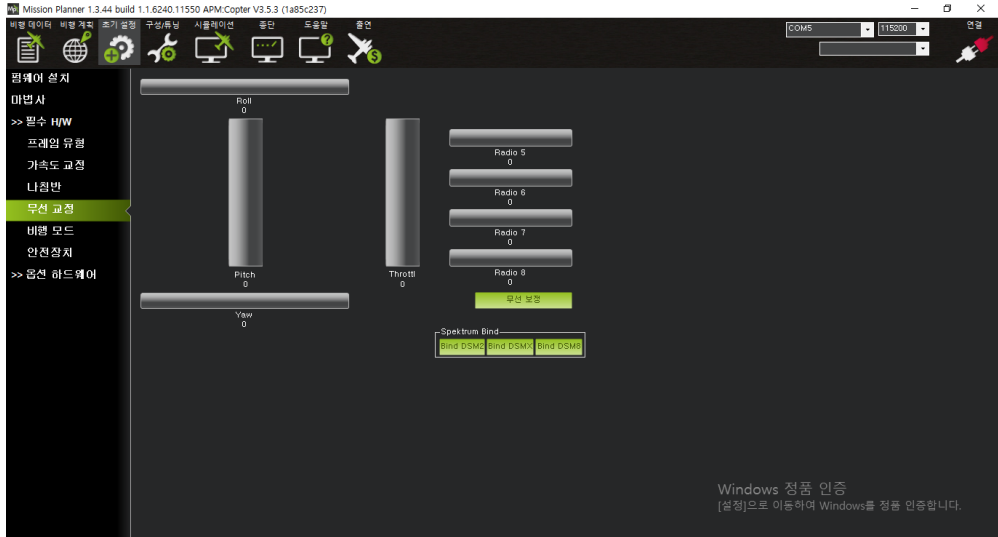 Mission Planner 1.3.44 build 1.1.6240.11550 APM:Copter V3.5.3 (1a85c237)
비행 데이터 비행 계획 초기 설정 구성/튜닝 시뮬레이션 종단 도움말 출연
COM5 115200 연결
펌웨어 설치
마법사
>> 필수 H/W
프레임 유형
가속도 교정
나침반
무선 교정
비행 모드
안전장치
>> 옵션 하드웨어
Roll
0
Pitch
0
Throttl
0
Yaw
0
Radio 5
0
Radio 6
0
Radio 7
0
Radio 8
0
무선 보정
Spektrum Bind
Bind DSM2 Bind DSMX Bind DSM8
Windows 정품 인증
[설정]으로 이동하여 Windows를 정품 인증합니다.